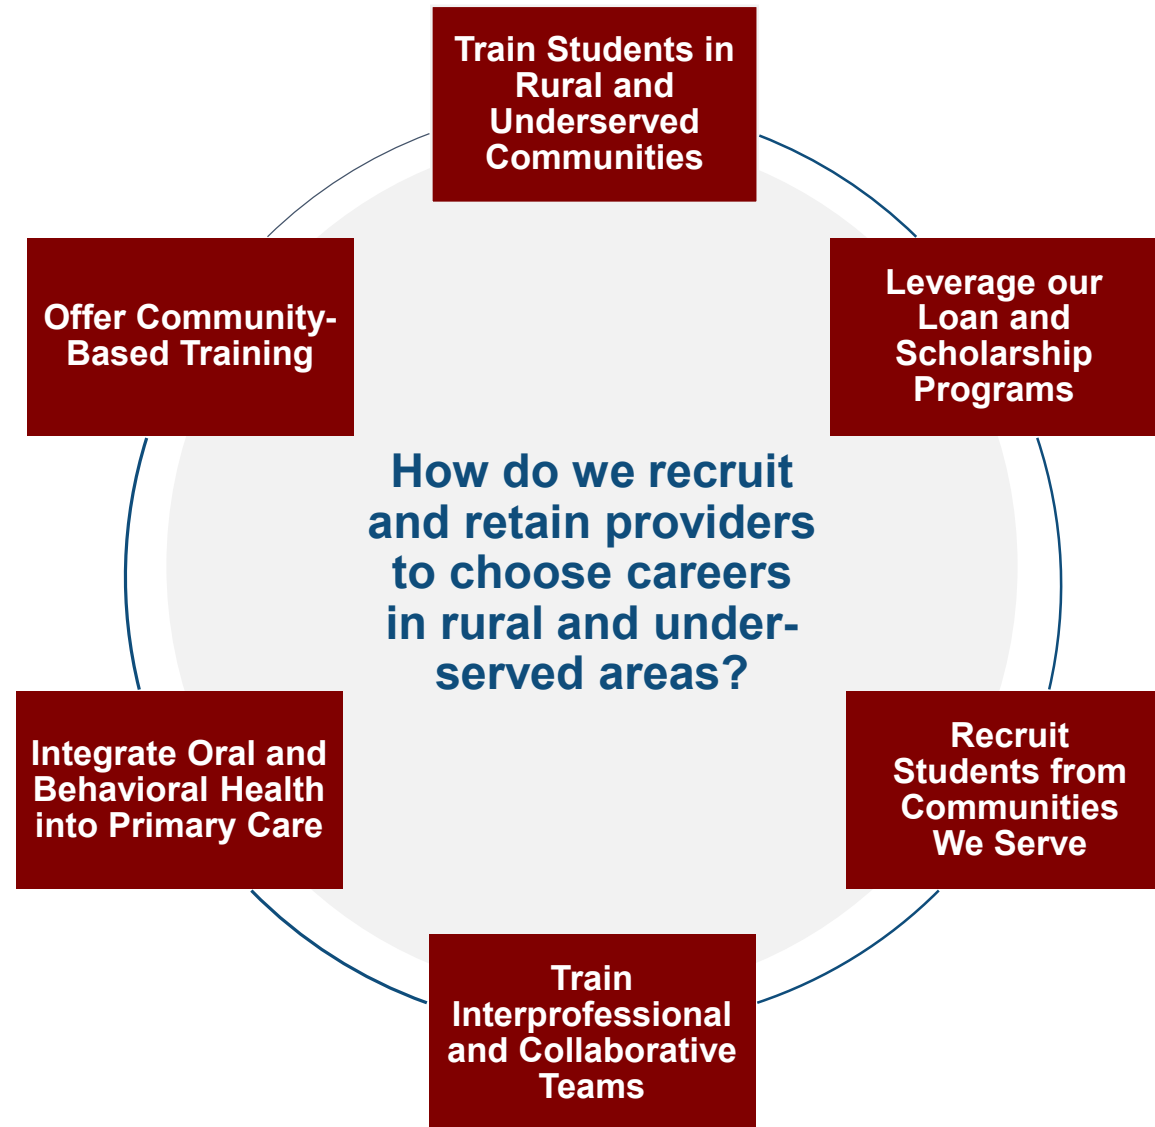 Train Students in
Rural and
Underserved
Communities
Leverage our
Loan and
Scholarship
Programs
Recruit
Students from
Communities
We Serve
Train
Interprofessional
and Collaborative
Teams
Integrate Oral and
Behavioral Health
into Primary Care
Offer Community-
Based Training
How do we recruit
and retain providers
to choose careers
in rural and under-
served areas?